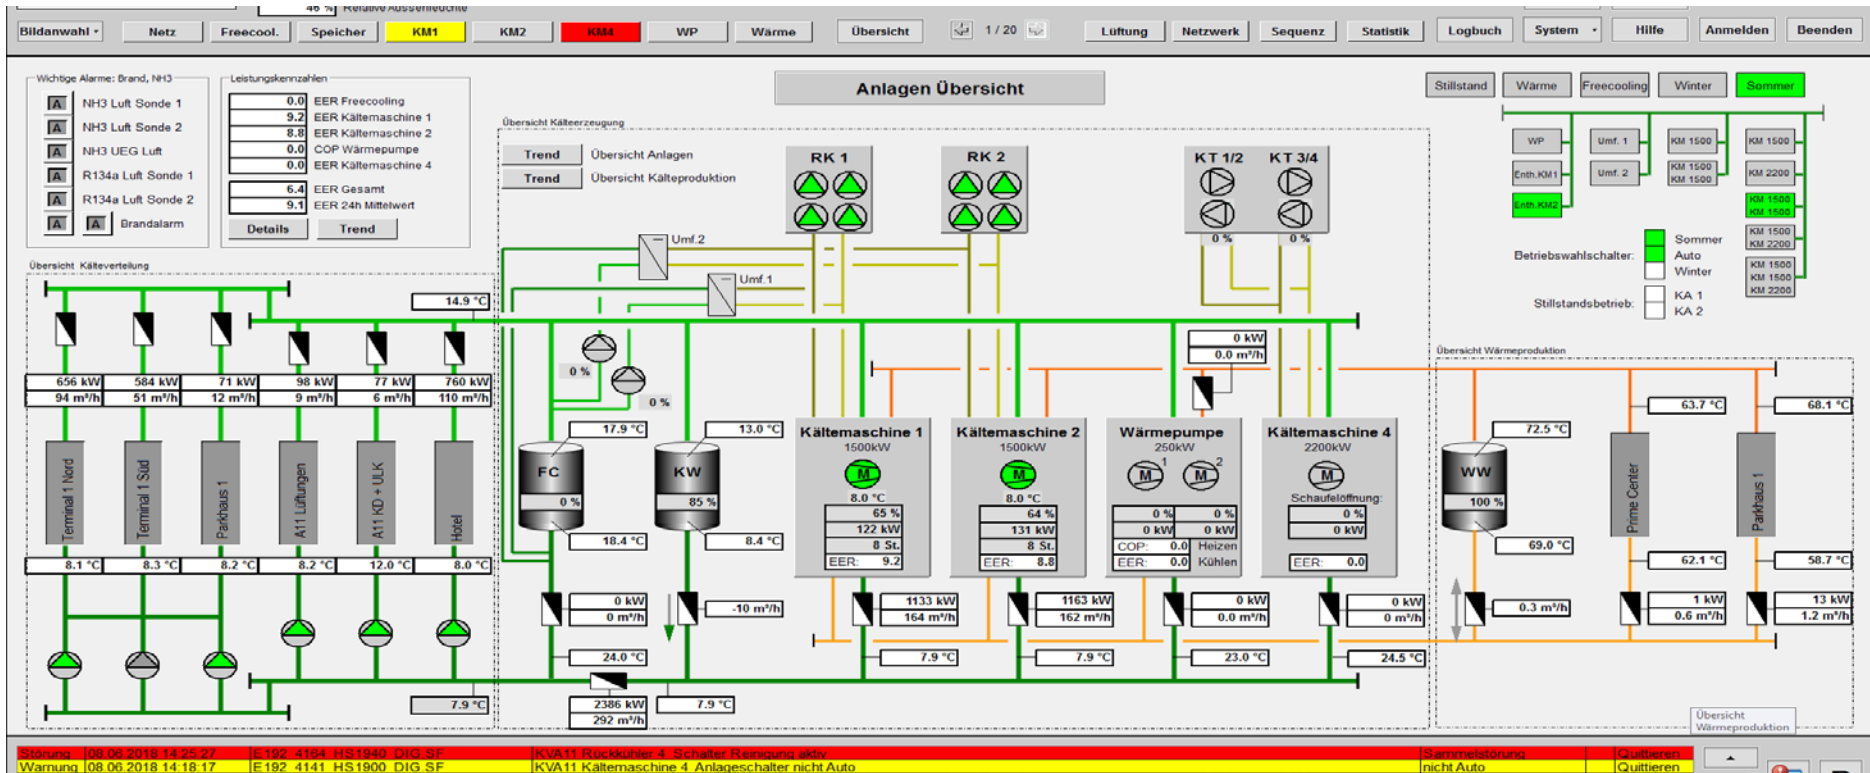 46 % Relative Aussenfeuchte
Bildanwahl Netz Freecool. Speicher KM1 KM2 KM4 WP Wärme Übersicht 1 / 20 Lüftung Netzwerk Sequenz Statistik Logbuch System Hilfe Anmelden Beenden
Anlagen Übersicht
Wichtige Alarme: Brand, NH3
A NH3 Luft Sonde 1
A NH3 Luft Sonde 2
A NH3 UEG Luft
A R134a Luft Sonde 1
A R134a Luft Sonde 2
A A Brandalarm
Leistungskennzahlen
0.0 EER Freecooling
9.2 EER Kältemaschine 1
8.8 EER Kältemaschine 2
0.0 COP Wärmepumpe
0.0 EER Kältemaschine 4
6.4 EER Gesamt
9.1 EER 24h Mittelwert
Details Trend
Übersicht Kälteerzeugung
Trend Übersicht Anlagen
Trend Übersicht Kälteproduktion
RK 1 RK 2 KT 1/2 KT 3/4
0 % 0 %
Umf.2
Umf.1
Stillstand Wärme Freecooling Winter Sommer
WP Umf. 1 KM 1500 KM 1500
Enth.KM1 Umf. 2 KM 1500 KM 1500 KM 2200
Enth.KM2 KM 1500 KM 1500
KM 1500 KM 2200
KM 1500 KM 1500 KM 2200
Betriebswahlschalter: Sommer
Auto
Winter
Stillstandsbetrieb: KA 1
KA 2
Übersicht Kälteverteilung
14.9 °C
656 kW 584 kW 71 kW 98 kW 77 kW 760 kW
94 m³/h 51 m³/h 12 m³/h 9 m³/h 6 m³/h 110 m³/h
Terminal 1 Nord Terminal 1 Süd Parkhaus 1 A11 Lüftungen A11 KD + ULK Hotel
8.1 °C 8.3 °C 8.2 °C 8.2 °C 12.0 °C 8.0 °C
7.9 °C
0 %
0 %
17.9 °C
FC
0 %
18.4 °C
0 kW
0 m³/h
24.0 °C
13.0 °C
KW
85 %
8.4 °C
-10 m³/h
2386 kW
292 m³/h
7.9 °C
Kältemaschine 1
1500kW
M
8.0 °C
65 %
122 kW
8 St.
EER: 9.2
1133 kW
164 m³/h
7.9 °C
Kältemaschine 2
1500kW
M
8.0 °C
64 %
131 kW
8 St.
EER: 8.8
1163 kW
162 m³/h
7.9 °C
0 kW
0.0 m³/h
Wärmepumpe
250kW
M 1 M 2
0 % 0 %
0 kW 0 kW
COP: 0.0 Heizen
EER: 0.0 Kühlen
0 kW
0.0 m³/h
23.0 °C
Kältemaschine 4
2200kW
M
Schaufelöffnung:
0 %
0 kW
EER: 0.0
0 kW
0 m³/h
24.5 °C
Übersicht Wärmeproduktion
72.5 °C
WW
100 %
69.0 °C
0.3 m³/h
63.7 °C
Prime Center
62.1 °C
1 kW
0.6 m³/h
68.1 °C
Parkhaus 1
58.7 °C
13 kW
1.2 m³/h
Übersicht
Wärmeproduktion
Störung 08.06.2018 14:25:27 E192_4184_HS1940_DIG.SF KVA11 Rückkühler 4 Schalter Reinigung aktiv Sammelstörung Quittieren
Warnung 08.06.2018 14:18:17 E192_4141_HS1900_DIG.SF KVA11 Kältemaschine 4 Anlageschalter nicht Auto nicht Auto Quittieren